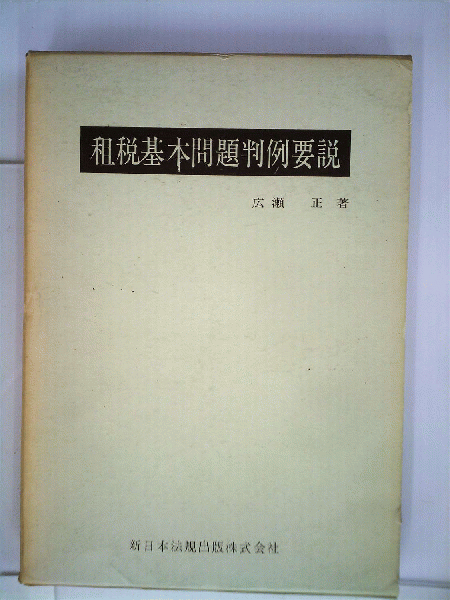 租税基本問題判例要説
広瀬 正著
新日本法規出版株式会社